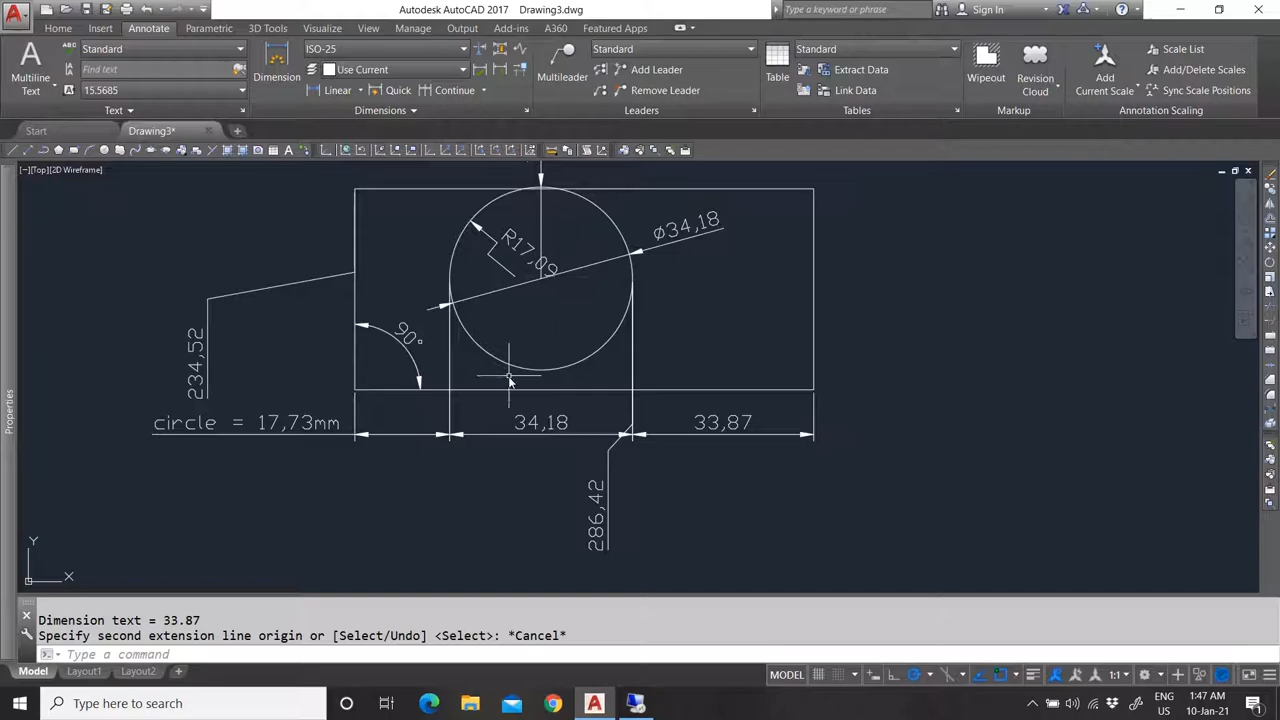 Autodesk AutoCAD 2017 Drawing3.dwg
Type a keyword or phrase
Sign In
Home Insert Annotate Parametric 3D Tools Visualize View Manage Output Add-ins A360 Featured Apps
Multiline Text
Standard
Find text
15.5685
Text
Dimension
ISO-25
Use Current
Linear Quick Continue
Dimensions
Multileader
Standard
Add Leader
Remove Leader
Leaders
Table
Standard
Extract Data
Link Data
Tables
Wipeout
Revision Cloud
Markup
Add Current Scale
Scale List
Add/Delete Scales
Sync Scale Positions
Annotation Scaling
Start Drawing3*
[−][Top][2D Wireframe]
Ø34,18
R17,09
90°
234,52
circle = 17,73mm
34,18
33,87
286,42
Y
X
Dimension text = 33.87
Specify second extension line origin or [Select/Undo] <Select>: *Cancel*
Type a command
Model Layout1 Layout2
MODEL
1:1
Type here to search
ENG
US
1:47 AM
10-Jan-21